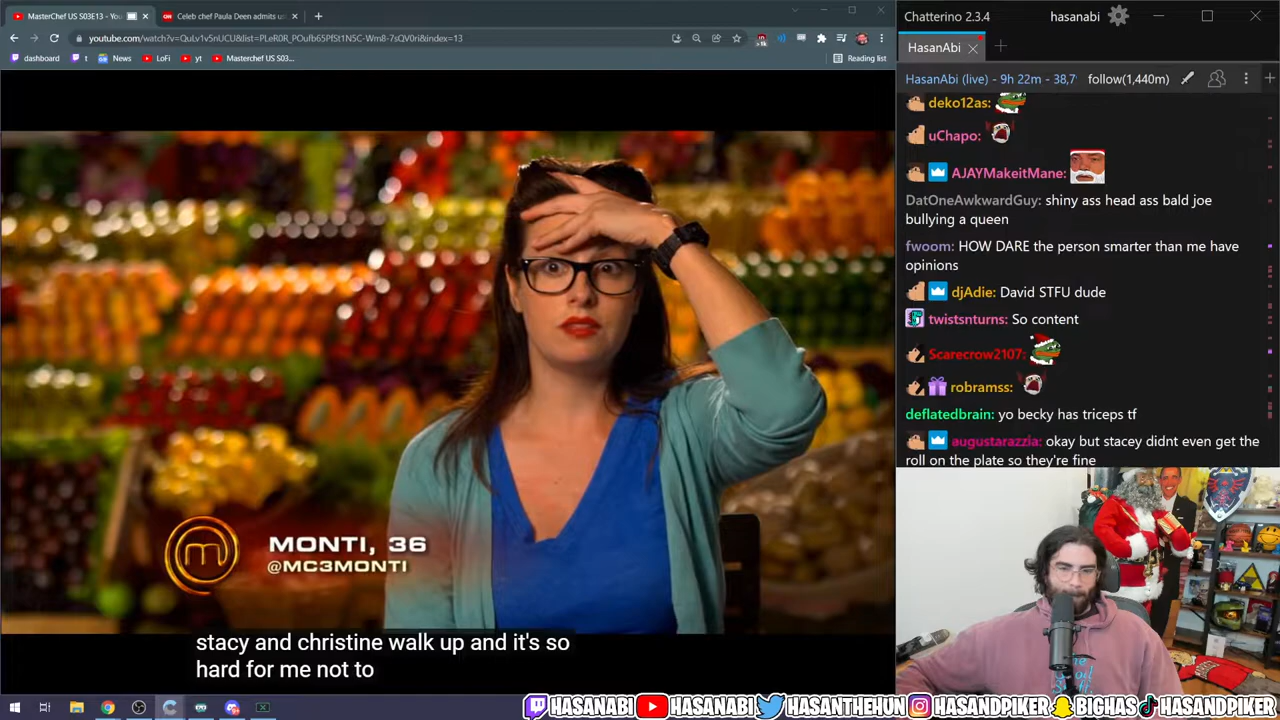 MasterChef US S03E13 - You
Celeb chef Paula Deen admits us
youtube.com/watch?v=QuLv1v5nUCU&list=PLeR0R_POufb65PfSt1N5C-Wm8-7sQV0ri&index=13
dashboard
t
News
LoFi
yt
Masterchef US S03...
Reading list
MONTI, 36
@MC3MONTI
stacy and christine walk up and it's so
hard for me not to
Chatterino 2.3.4
hasanabi
HasanAbi
HasanAbi (live) - 9h 22m - 38,7
follow(1,440m)
deko12as:
uChapo:
AJAYMakeitMane:
DatOneAwkwardGuy: shiny ass head ass bald joe
bullying a queen
fwoom: HOW DARE the person smarter than me have
opinions
djAdie: David STFU dude
twistsnturns: So content
Scarecrow2107:
robramss:
deflatedbrain: yo becky has triceps tf
augustarazzia: okay but stacey didnt even get the
roll on the plate so they're fine
HASANABI
HASANABI
HASANTHEHUN
HASANDPIKER
BIGHAS
HASANDPIKER